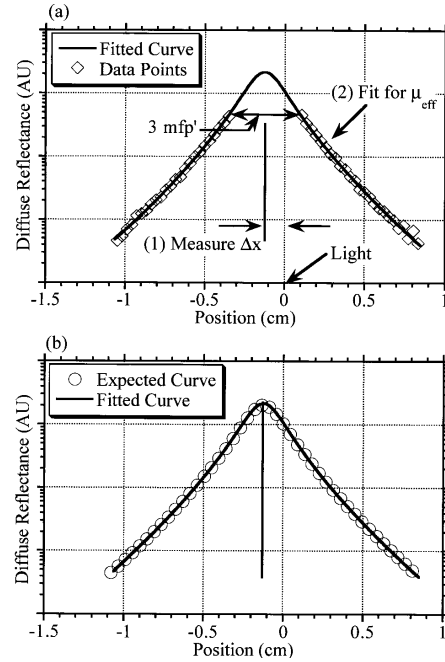 (a)
Fitted Curve
Data Points
(2) Fit for μeff
3 mfp'
(1) Measure Δx
Light
Diffuse Reflectance (AU)
-1.5 -1 -0.5 0 0.5 1
Position (cm)
(b)
Expected Curve
Fitted Curve
Diffuse Reflectance (AU)
-1.5 -1 -0.5 0 0.5 1
Position (cm)